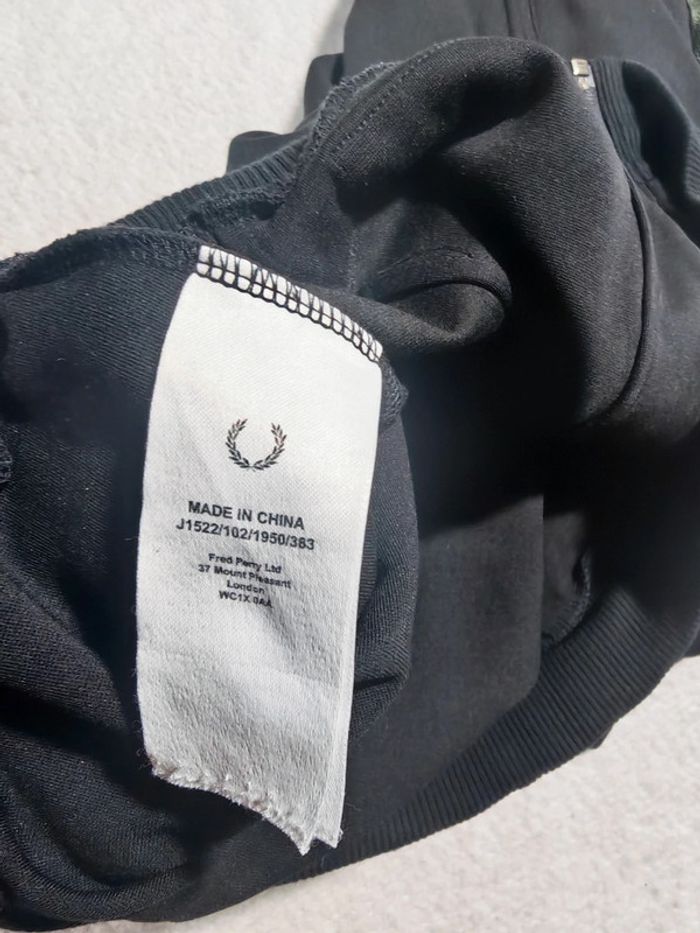 MADE IN CHINA
J1522/102/1950/383
Fred Perry Ltd
37 Mount Pleasant
London
WC1X 0AA